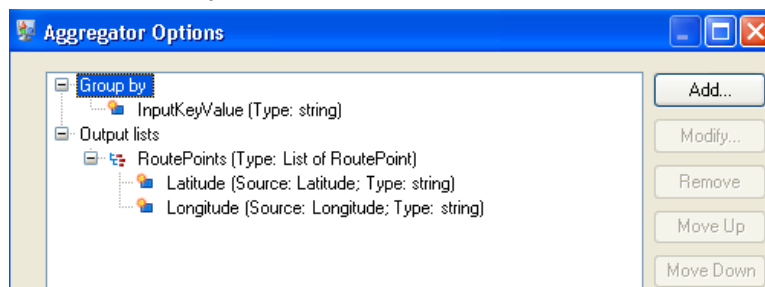 Aggregator Options
Group by
Add...
InputKeyValue (Type: string)
Output lists
Modify...
RoutePoints (Type: List of RoutePoint)
Latitude (Source: Latitude; Type: string)
Remove
Longitude (Source: Longitude; Type: string)
Move Up
Move Down